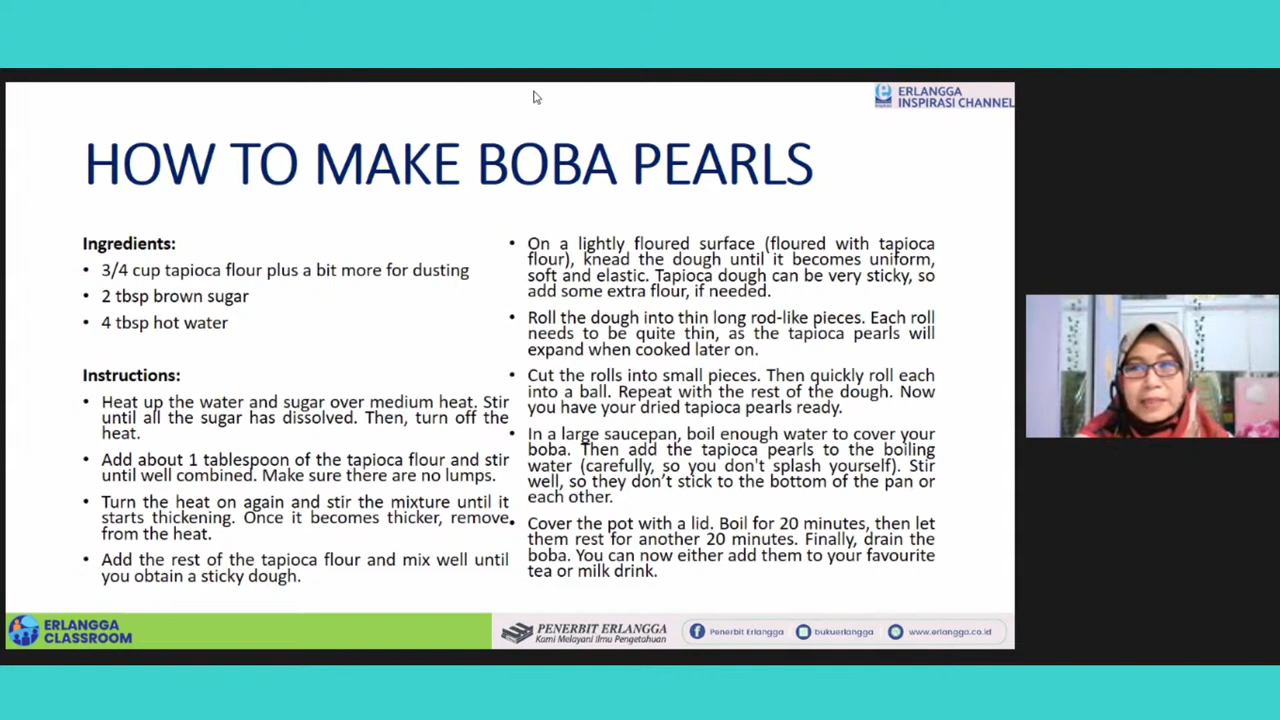 ERLANGGA
INSPIRASI CHANNEL
HOW TO MAKE BOBA PEARLS
Ingredients:
• 3/4 cup tapioca flour plus a bit more for dusting
• 2 tbsp brown sugar
• 4 tbsp hot water
Instructions:
• Heat up the water and sugar over medium heat. Stir
until all the sugar has dissolved. Then, turn off the
heat.
• Add about 1 tablespoon of the tapioca flour and stir
until well combined. Make sure there are no lumps.
• Turn the heat on again and stir the mixture until it
starts thickening. Once it becomes thicker, remove
from the heat.
• Add the rest of the tapioca flour and mix well until
you obtain a sticky dough.
• On a lightly floured surface (floured with tapioca
flour), knead the dough until it becomes uniform,
soft and elastic. Tapioca dough can be very sticky, so
add some extra flour, if needed.
• Roll the dough into thin long rod-like pieces. Each roll
needs to be quite thin, as the tapioca pearls will
expand when cooked later on.
• Cut the rolls into small pieces. Then quickly roll each
into a ball. Repeat with the rest of the dough. Now
you have your dried tapioca pearls ready.
• In a large saucepan, boil enough water to cover your
boba. Then add the tapioca pearls to the boiling
water (carefully, so you don't splash yourself). Stir
well, so they don’t stick to the bottom of the pan or
each other.
• Cover the pot with a lid. Boil for 20 minutes, then let
them rest for another 20 minutes. Finally, drain the
boba. You can now either add them to your favourite
tea or milk drink.
ERLANGGA
CLASSROOM
PENERBIT ERLANGGA
Kami Melayani Ilmu Pengetahuan
Penerbit Erlangga
bukuerlangga
www.erlangga.co.id